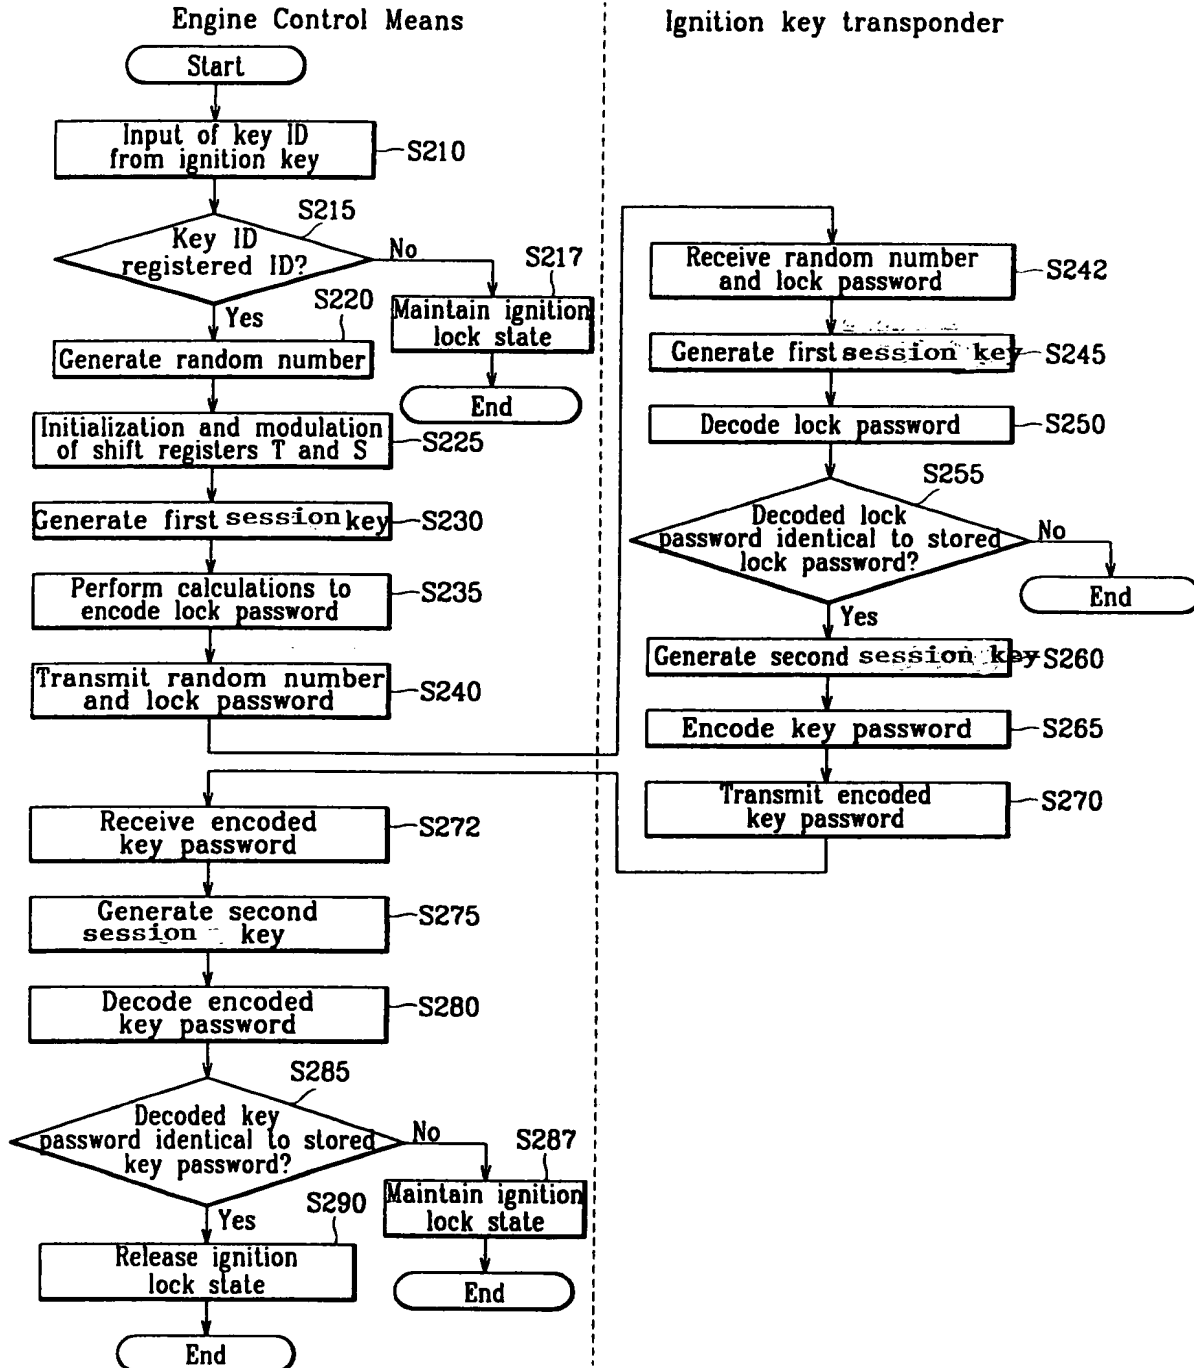 Engine Control Means
Ignition key transponder
Start
Input of key ID
from ignition key
S210
S215
Key ID
registered ID?
No
Yes
S217
Maintain ignition
lock state
End
S220
Generate random number
Initialization and modulation
of shift registers T and S
S225
Generate first session key
S230
Perform calculations to
encode lock password
S235
Transmit random number
and lock password
S240
Receive random number
and lock password
S242
Generate first session key
S245
Decode lock password
S250
S255
Decoded lock
password identical to stored
lock password?
No
End
Yes
Generate second session key
S260
Encode key password
S265
Transmit encoded
key password
S270
Receive encoded
key password
S272
Generate second
session key
S275
Decode encoded
key password
S280
S285
Decoded key
password identical to stored
key password?
No
S287
Maintain ignition
lock state
End
Yes
S290
Release ignition
lock state
End